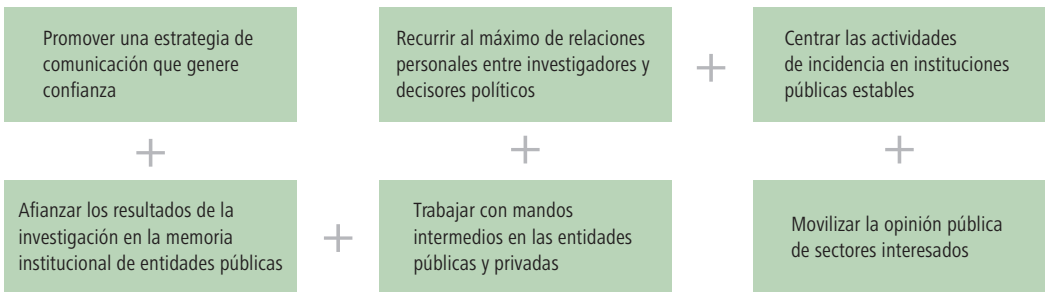 Promover una estrategia de
comunicación que genere
confianza
+
Afianzar los resultados de la
investigación en la memoria
institucional de entidades públicas
+
Recurrir al máximo de relaciones
personales entre investigadores y
decisores políticos
+
Trabajar con mandos
intermedios en las entidades
públicas y privadas
+
Centrar las actividades
de incidencia en instituciones
públicas estables
+
Movilizar la opinión pública
de sectores interesados